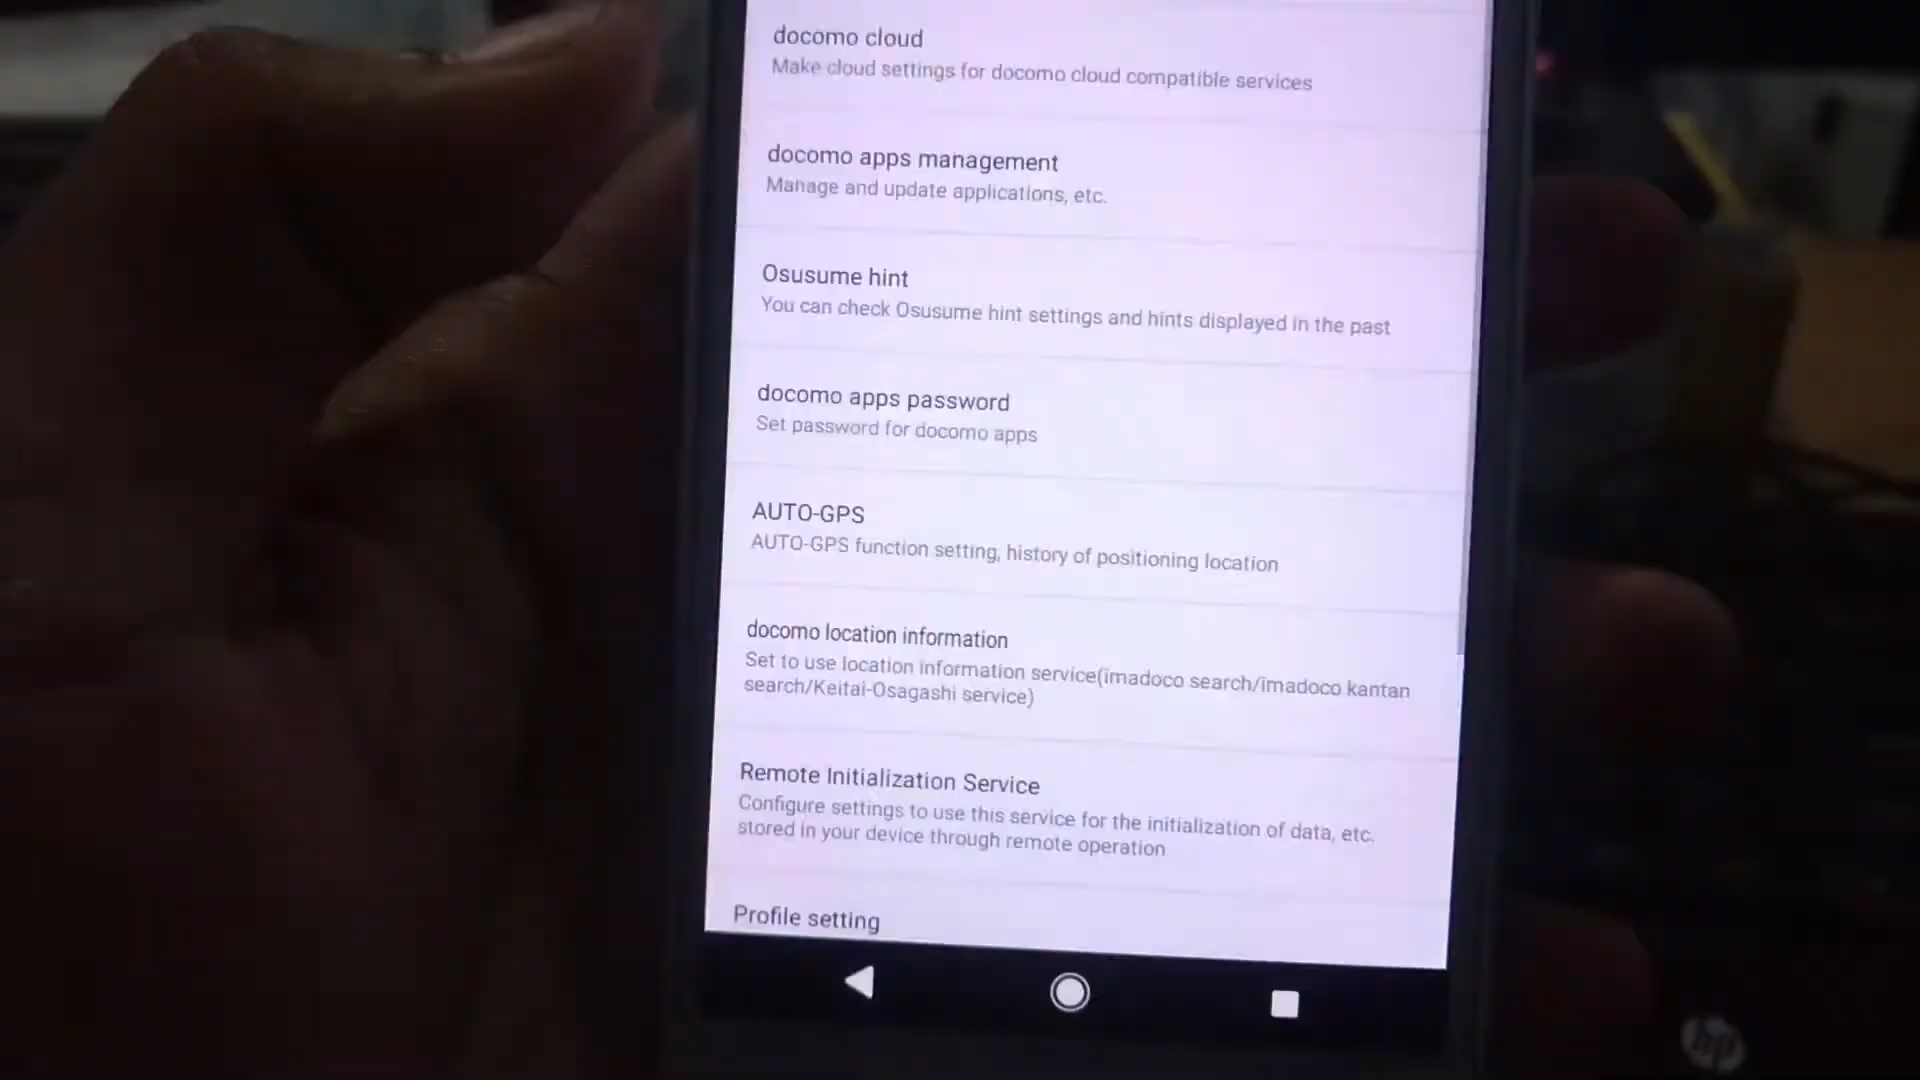 docomo cloud
Make cloud settings for docomo cloud compatible services
docomo apps management
Manage and update applications, etc.
Osusume hint
You can check Osusume hint settings and hints displayed in the past
docomo apps password
Set password for docomo apps
AUTO-GPS
AUTO-GPS function setting, history of positioning location
docomo location information
Set to use location information service(imadoco search/imadoco kantan
search/Keitai-Osagashi service)
Remote Initialization Service
Configure settings to use this service for the initialization of data, etc.
stored in your device through remote operation
Profile setting
hp